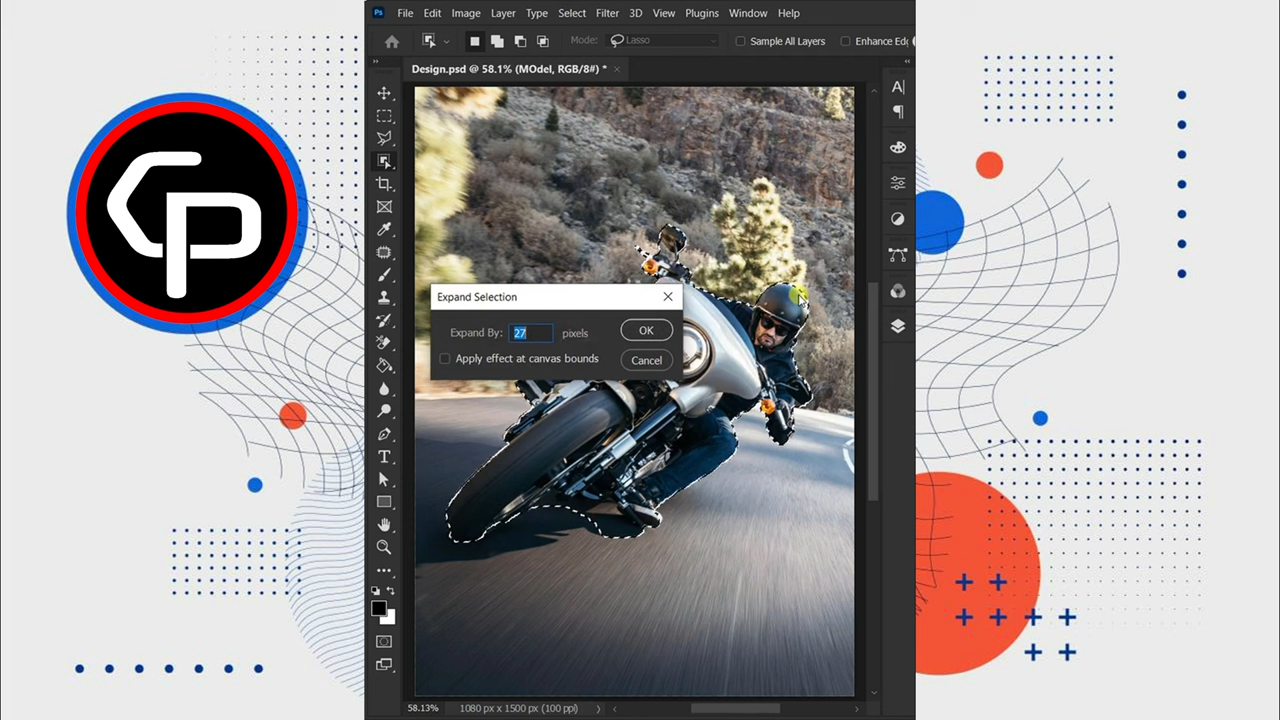 CP
Ps File Edit Image Layer Type Select Filter 3D View Plugins Window Help
Mode: Lasso Sample All Layers Enhance Edg
Design.psd @ 58.1% (MOdel, RGB/8#) * ×
Expand Selection
Expand By: 27 pixels OK
Apply effect at canvas bounds Cancel
58.13% 1080 px x 1500 px (100 ppi)